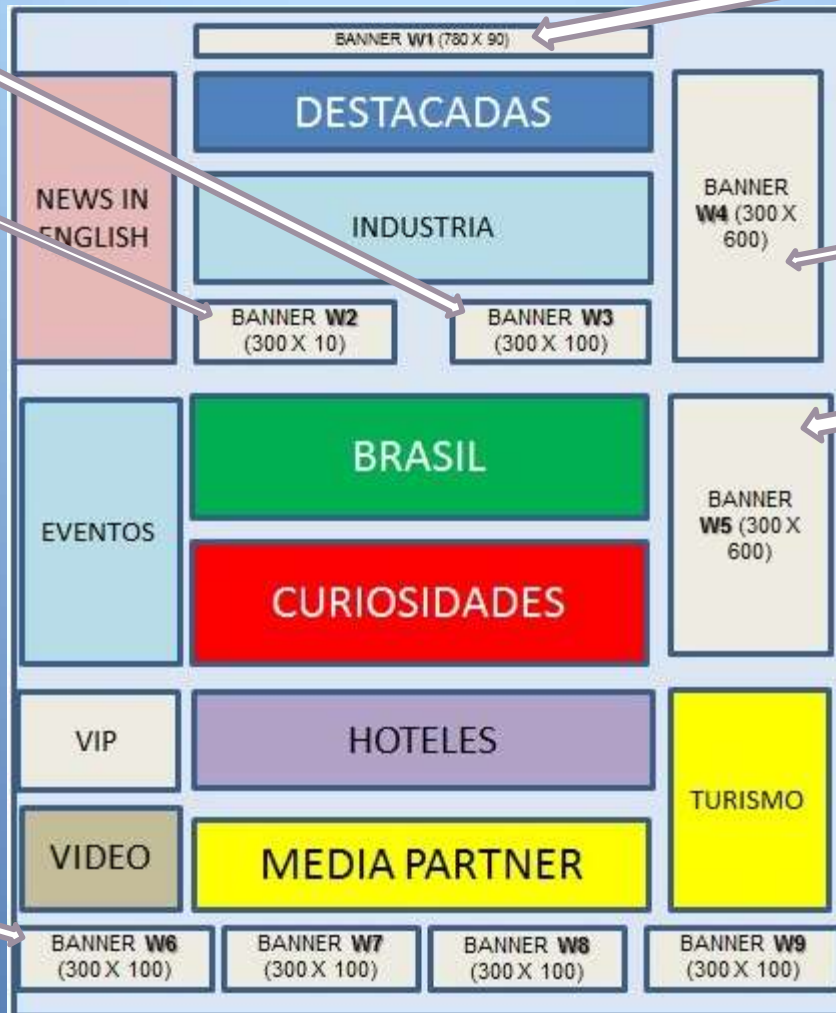 BANNER W1 (780 X 90)
DESTACADAS
NEWS IN
ENGLISH
INDUSTRIA
BANNER
W4 (300 X
600)
BANNER W2
(300 X 10)
BANNER W3
(300 X 100)
EVENTOS
BRASIL
BANNER
W5 (300 X
600)
CURIOSIDADES
VIP
HOTELES
TURISMO
VIDEO
MEDIA PARTNER
BANNER W6
(300 X 100)
BANNER W7
(300 X 100)
BANNER W8
(300 X 100)
BANNER W9
(300 X 100)